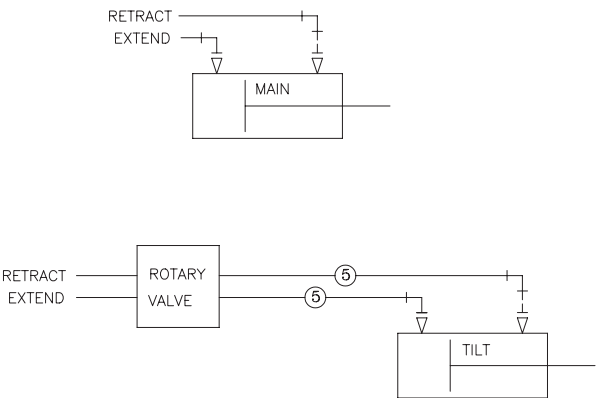 RETRACT
EXTEND
MAIN
RETRACT
ROTARY
5
EXTEND
VALVE
5
TILT